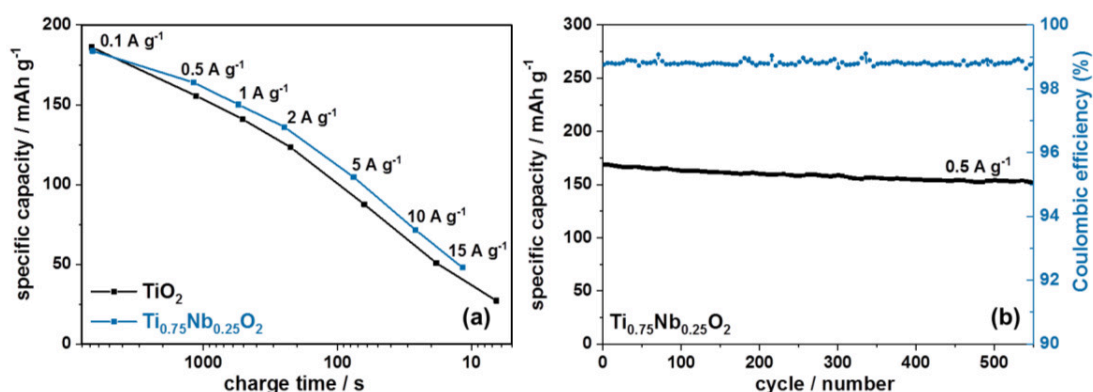 200
150
100
50
0
specific capacity / mAh g⁻¹
0.1 A g⁻¹
0.5 A g⁻¹
1 A g⁻¹
2 A g⁻¹
5 A g⁻¹
10 A g⁻¹
15 A g⁻¹
TiO₂
Ti₀.₇₅Nb₀.₂₅O₂
(a)
1000
100
10
charge time / s
300
250
200
150
100
50
0
specific capacity / mAh g⁻¹
0.5 A g⁻¹
Ti₀.₇₅Nb₀.₂₅O₂
(b)
0
100
200
300
400
500
cycle / number
100
98
96
94
92
90
Coulombic efficiency (%)